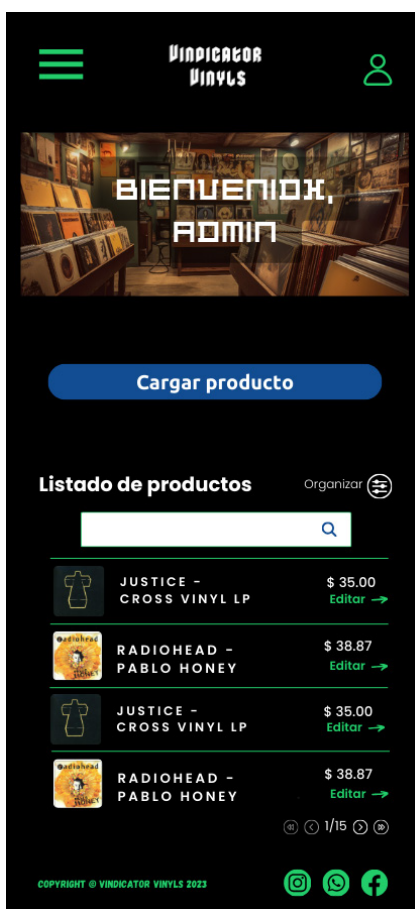 Vindicator
Vinyls
BIENVENIDX,
ADMIN
Cargar producto
Listado de productos
Organizar
JUSTICE - $ 35.00
CROSS VINYL LP Editar →
radiohead
RADIOHEAD - $ 38.87
PABLO HONEY Editar →
JUSTICE - $ 35.00
CROSS VINYL LP Editar →
radiohead
RADIOHEAD - $ 38.87
PABLO HONEY Editar →
1/15
COPYRIGHT © VINDICATOR VINYLS 2023